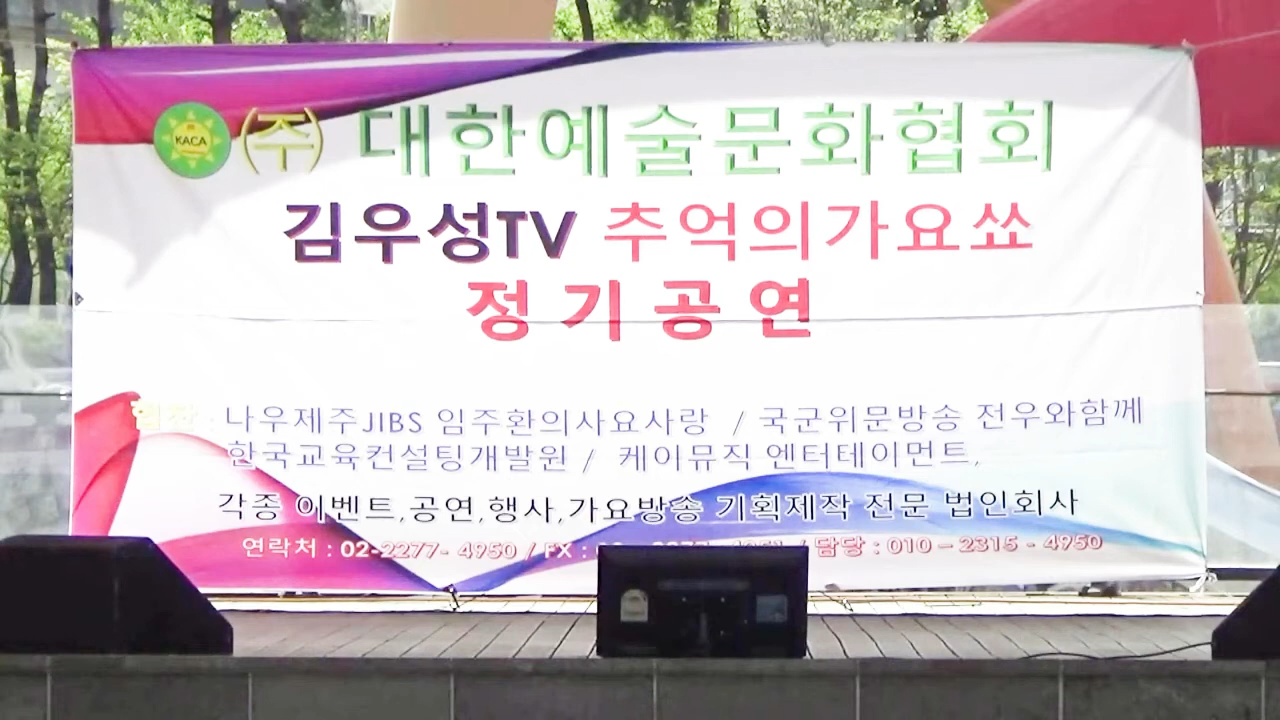 KACA (주) 대한예술문화협회
김우성TV 추억의가요쑈
정기공연
협찬 : 나우제주JIBS 임주환의사요사랑 / 국군위문방송 전우와함께
한국교육컨설팅개발원 / 케이뮤직 엔터테이먼트,
각종 이벤트,공연,행사,가요방송 기획제작 전문 법인회사
연락처 : 02-2277- 4950 / FX : / 담당 : 010 – 2315 - 4950